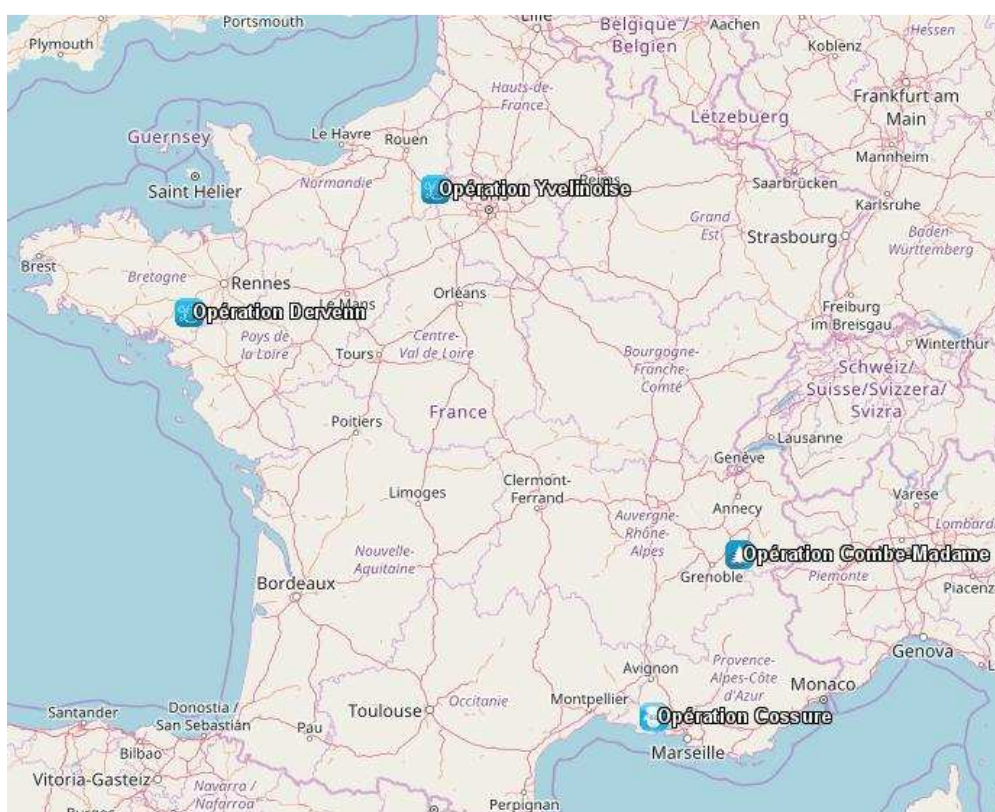 Portsmouth
Plymouth
Lille
Belgique /
Belgien
Aachen
Koblenz
Hessen
Hauts-de-
France
Lëtzebuerg
Frankfurt am
Main
Guernsey
Le Havre
Rouen
Mannheim
Saint Helier
Normandie
Opération Yvelinoise
Reims
Saarbrücken
Karlsruhe
Grand
Est
Strasbourg
Baden-
Württemberg
Brest
Bretagne
Rennes
Orléans
Opération Dervenn
Le Mans
Freiburg
im Breisgau
Winterthur
Pays de
la Loire
Tours
Centre-
Val de Loire
Bourgogne-
Franche-
Comté
Schweiz/
Suisse/Svizzera/
Svizra
France
Poitiers
Lausanne
Genève
Limoges
Clermont-
Ferrand
Annecy
Varese
Auvergne-
Rhône-
Alpes
Nouvelle-
Aquitaine
Opération Combe-Madame
Grenoble
Piemonte
Bordeaux
Genova
Avignon
Provence-
Alpes-Côte
d'Azur
Monaco
Montpellier
Opération Cossure
Occitanie
Toulouse
Santander
Donostia /
San Sebastián
Pau
Marseille
Bilbao
Vitoria-Gasteiz
Navarra /
Nafarroa
Perpignan